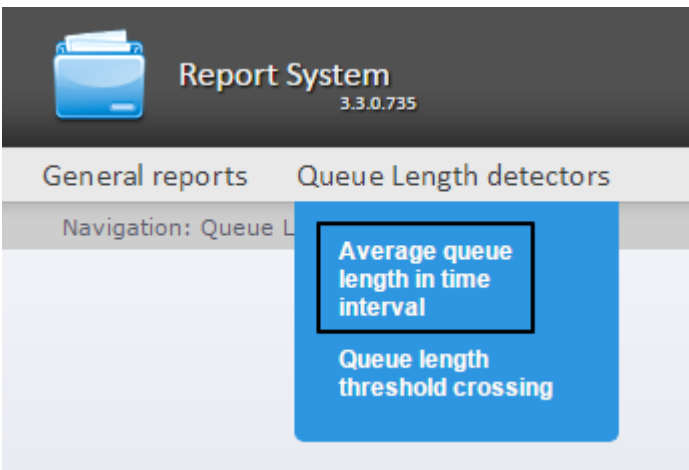 Report System
3.3.0.735
General reports Queue Length detectors
Navigation: Queue L
Average queue
length in time
interval
Queue length
threshold crossing